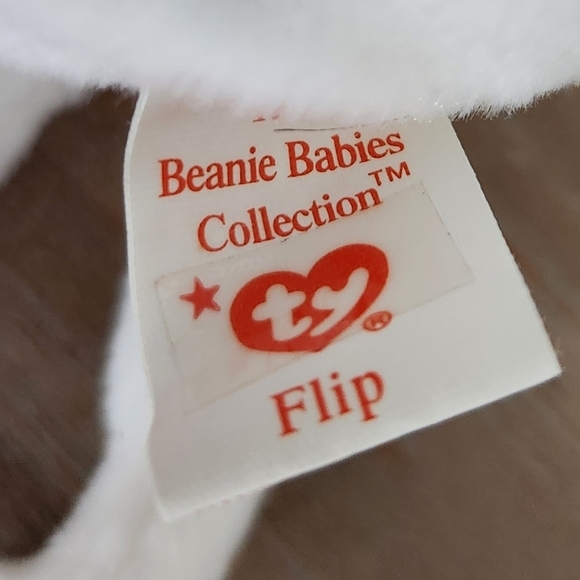 Beanie Babies
Collection™
★ ty®
Flip